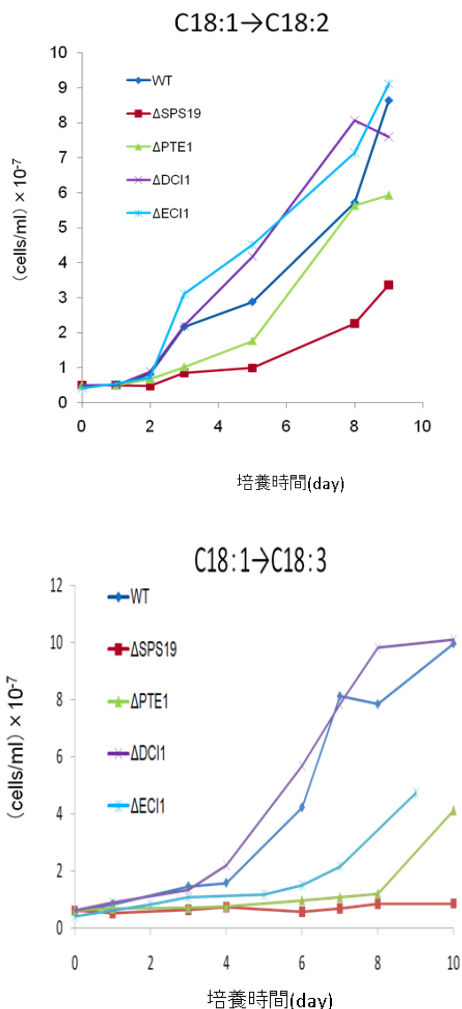 C18:1→C18:2
10
9
8
7
6
5
4
3
2
1
0
(cells/ml) × 10⁻⁷
WT
ΔSPS19
ΔPTE1
ΔDCI1
ΔECI1
0 2 4 6 8 10
培養時間(day)
C18:1→C18:3
12
10
8
6
4
2
0
(cells/ml) × 10⁻⁷
WT
ΔSPS19
ΔPTE1
ΔDCI1
ΔECI1
0 2 4 6 8 10
培養時間(day)